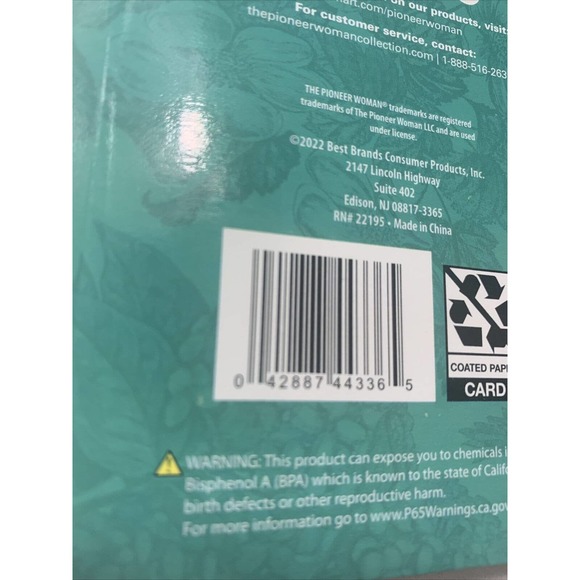 on our products, visit:
mart.com/pioneerwoman
For customer service, contact:
thepioneerwomancollection.com | 1-888-516-263
THE PIONEER WOMAN® trademarks are registered
trademarks of The Pioneer Woman LLC and are used
under license.
©2022 Best Brands Consumer Products, Inc.
2147 Lincoln Highway
Suite 402
Edison, NJ 08817-3365
RN# 22195 • Made in China
0 42887 44336 5
COATED PAPE
CARD
WARNING: This product can expose you to chemicals i
Bisphenol A (BPA) which is known to the state of Califo
birth defects or other reproductive harm.
For more information go to www.P65Warnings.ca.gov